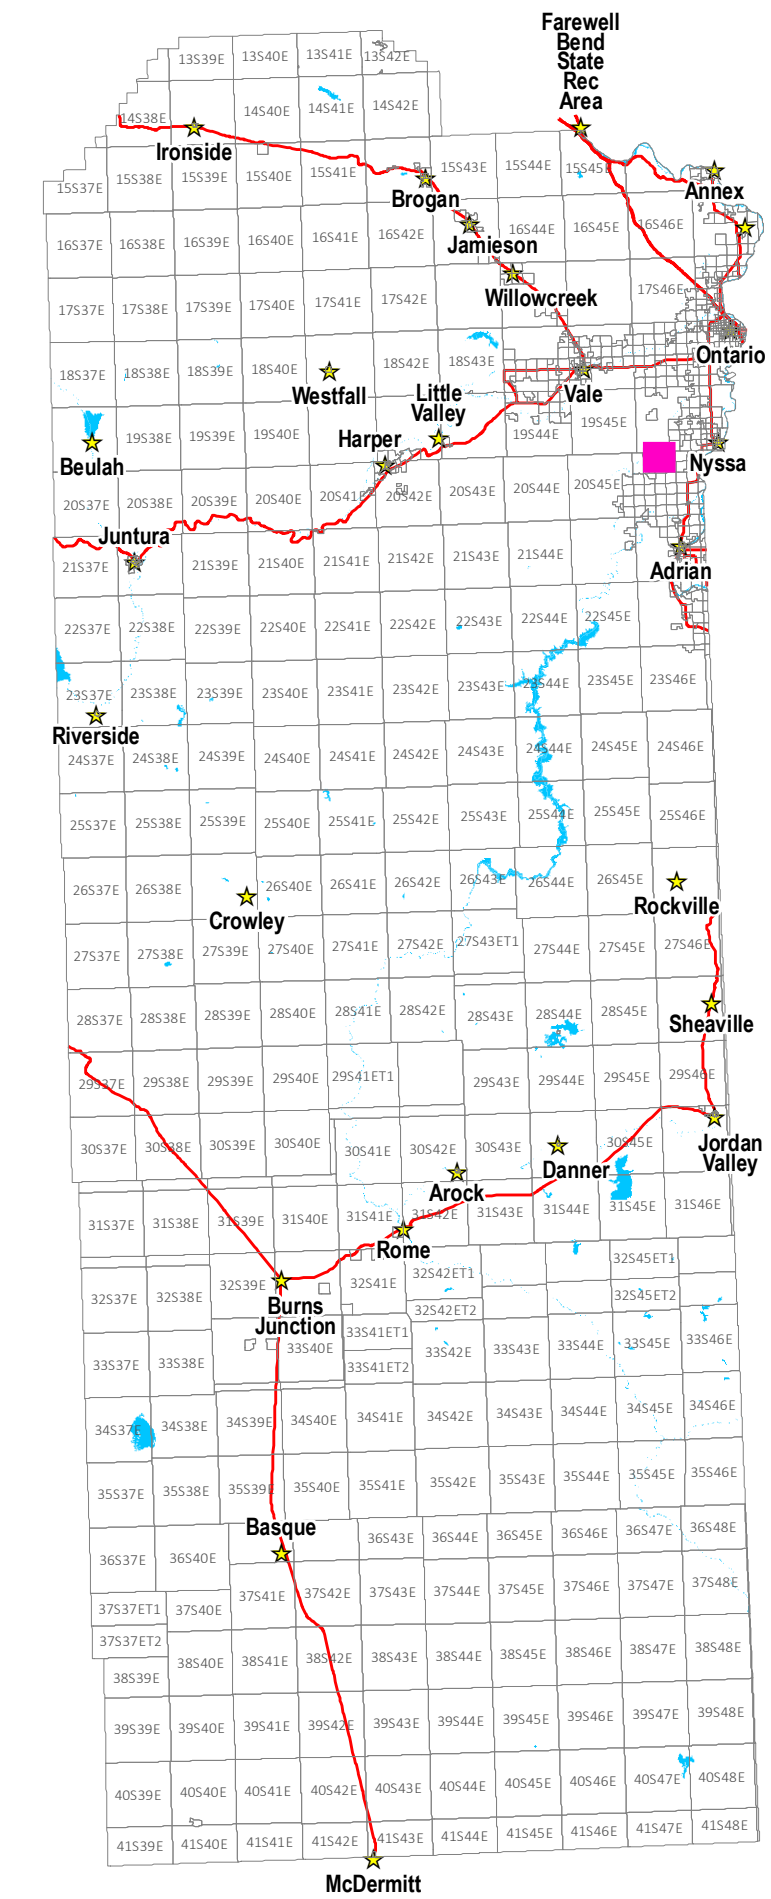 Farewell
Bend
State
Rec
Area
13S39E 13S40E 13S41E 13S42E
14S38E 14S40E 14S41E 14S42E
Ironside
15S37E 15S38E 15S39E 15S40E 15S41E 15S43E 15S44E 15S45E
Brogan
Annex
16S37E 16S38E 16S39E 16S40E 16S41E 16S42E 16S44E 16S45E 16S46E
Jamieson
Willowcreek
17S37E 17S38E 17S39E 17S40E 17S41E 17S42E 17S46E
Ontario
18S37E 18S38E 18S39E 18S40E 18S42E 18S43E
Westfall
Little
Valley
Vale
19S38E 19S39E 19S40E 19S44E 19S45E
Beulah
Harper
Nyssa
20S37E 20S38E 20S39E 20S40E 20S41E 20S42E 20S43E 20S44E 20S45E
Juntura
21S37E 21S39E 21S40E 21S41E 21S42E 21S43E 21S44E
Adrian
22S37E 22S38E 22S39E 22S40E 22S41E 22S42E 22S43E 22S44E 22S45E
23S37E 23S38E 23S39E 23S40E 23S41E 23S42E 23S43E 23S44E 23S45E 23S46E
Riverside
24S37E 24S38E 24S39E 24S40E 24S41E 24S42E 24S43E 24S44E 24S45E 24S46E
25S37E 25S38E 25S39E 25S40E 25S41E 25S42E 25S43E 25S44E 25S45E 25S46E
26S37E 26S38E 26S40E 26S41E 26S42E 26S43E 26S44E 26S45E
Rockville
Crowley
27S37E 27S38E 27S39E 27S40E 27S41E 27S42E 27S43ET1 27S44E 27S45E 27S46E
28S37E 28S38E 28S39E 28S40E 28S41E 28S42E 28S43E 28S44E 28S45E
Sheaville
29S37E 29S38E 29S39E 29S40E 29S41ET1 29S43E 29S44E 29S45E 29S46E
30S37E 30S38E 30S39E 30S40E 30S41E 30S42E 30S43E 30S45E
Jordan
Valley
Danner
Arock
31S37E 31S38E 31S39E 31S40E 31S41E 31S42E 31S43E 31S44E 31S45E 31S46E
Rome
32S37E 32S38E 32S39E 32S41E 32S42ET1 32S45ET1
32S42ET2 32S45ET2
Burns
Junction
33S37E 33S38E 33S40E 33S41ET1 33S42E 33S43E 33S44E 33S45E 33S46E
33S41ET2
34S37E 34S38E 34S39E 34S40E 34S41E 34S42E 34S43E 34S44E 34S45E 34S46E
35S37E 35S38E 35S39E 35S40E 35S41E 35S42E 35S43E 35S44E 35S45E 35S46E
Basque
36S37E 36S40E 36S43E 36S44E 36S45E 36S46E 36S47E 36S48E
37S37ET1 37S40E 37S41E 37S42E 37S43E 37S44E 37S45E 37S46E 37S47E 37S48E
37S37ET2
38S39E 38S40E 38S41E 38S42E 38S43E 38S44E 38S45E 38S46E 38S47E 38S48E
39S39E 39S40E 39S41E 39S42E 39S43E 39S44E 39S45E 39S46E 39S47E 39S48E
40S39E 40S40E 40S41E 40S42E 40S43E 40S44E 40S45E 40S46E 40S47E 40S48E
41S39E 41S40E 41S41E 41S42E 41S43E 41S44E 41S45E 41S46E 41S47E 41S48E
McDermitt